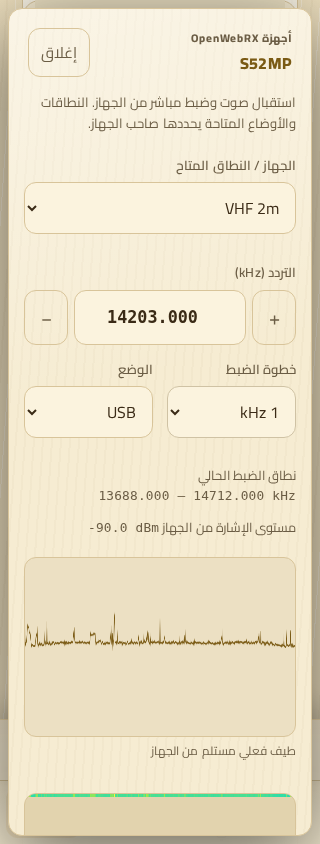 أجهزة OpenWebRX
S52MP
إغلاق
استقبال صوت وضبط مباشر من الجهاز. النطاقات
والأوضاع المتاحة يحددها صاحب الجهاز.
الجهاز / النطاق المتاح
VHF 2m
التردد (kHz)
+
14203.000
−
خطوة الضبط
الوضع
1 kHz
USB
نطاق الضبط الحالي
13688.000 — 14712.000 kHz
مستوى الإشارة من الجهاز -90.0 dBm
طيف فعلي مستلم من الجهاز